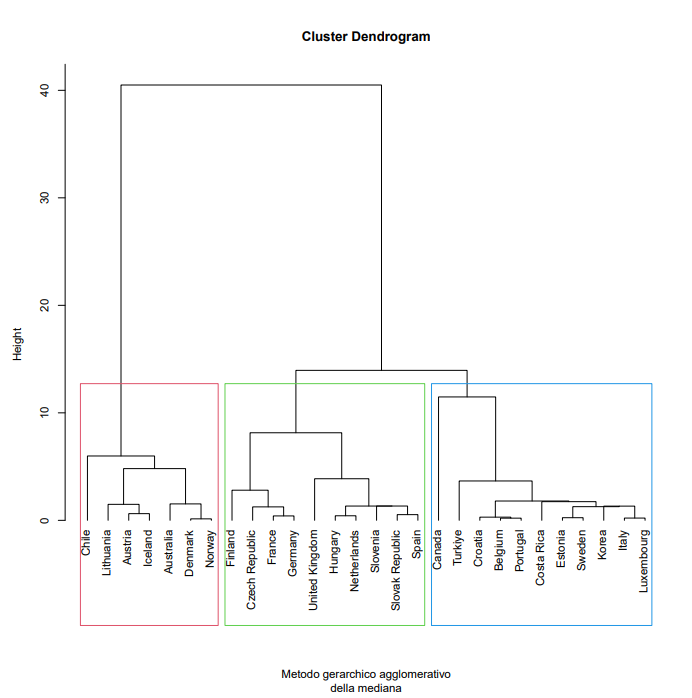 Cluster Dendrogram
Height
40
30
20
10
0
Chile
Lithuania
Austria
Iceland
Australia
Denmark
Norway
Finland
Czech Republic
France
Germany
United Kingdom
Hungary
Netherlands
Slovenia
Slovak Republic
Spain
Canada
Turkiye
Croatia
Belgium
Portugal
Costa Rica
Estonia
Sweden
Korea
Italy
Luxembourg
Metodo gerarchico agglomerativo
della mediana